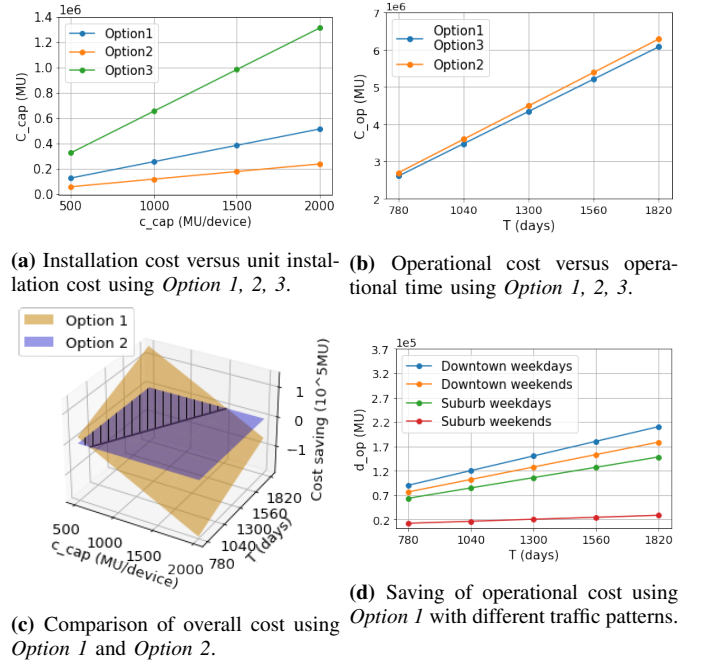 1e6
1.4
1.2
1.0
0.8
0.6
0.4
0.2
0.0
C_cap (MU)
Option1
Option2
Option3
500 1000 1500 2000
c_cap (MU/device)
(a) Installation cost versus unit instal-
lation cost using Option 1, 2, 3.
1e6
7
6
5
4
3
2
C_op (MU)
Option1
Option3
Option2
780 1040 1300 1560 1820
T (days)
(b) Operational cost versus opera-
tional time using Option 1, 2, 3.
Option 1
Option 2
1
0
−1
Cost saving (10^5MU)
500
1000
1500
2000
c_cap (MU/device)
1820
1560
1300
1040
780
T (days)
(c) Comparison of overall cost using
Option 1 and Option 2.
1e5
3.7
3.2
2.7
2.2
1.7
1.2
0.7
0.2
d_op (MU)
Downtown weekdays
Downtown weekends
Suburb weekdays
Suburb weekends
780 1040 1300 1560 1820
T (days)
(d) Saving of operational cost using
Option 1 with different traffic patterns.